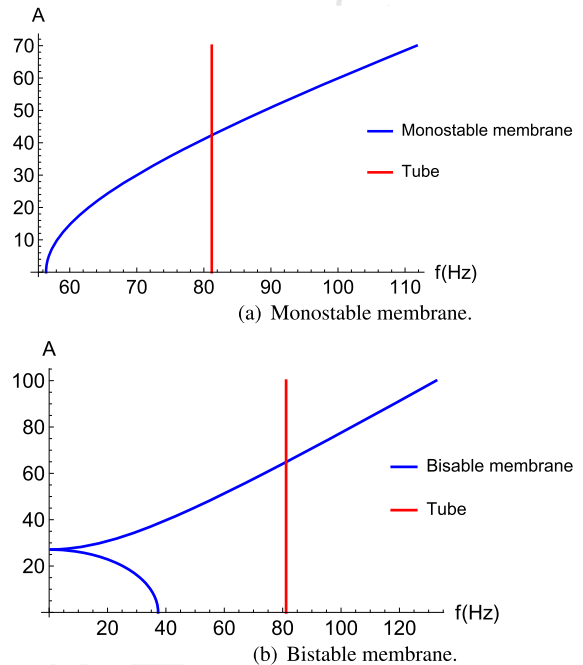 A
70
60
50
40
30
20
10
Monostable membrane
Tube
60 70 80 90 100 110 f(Hz)
(a) Monostable membrane.
A
100
80
60
40
20
Bisable membrane
Tube
20 40 60 80 100 120 f(Hz)
(b) Bistable membrane.